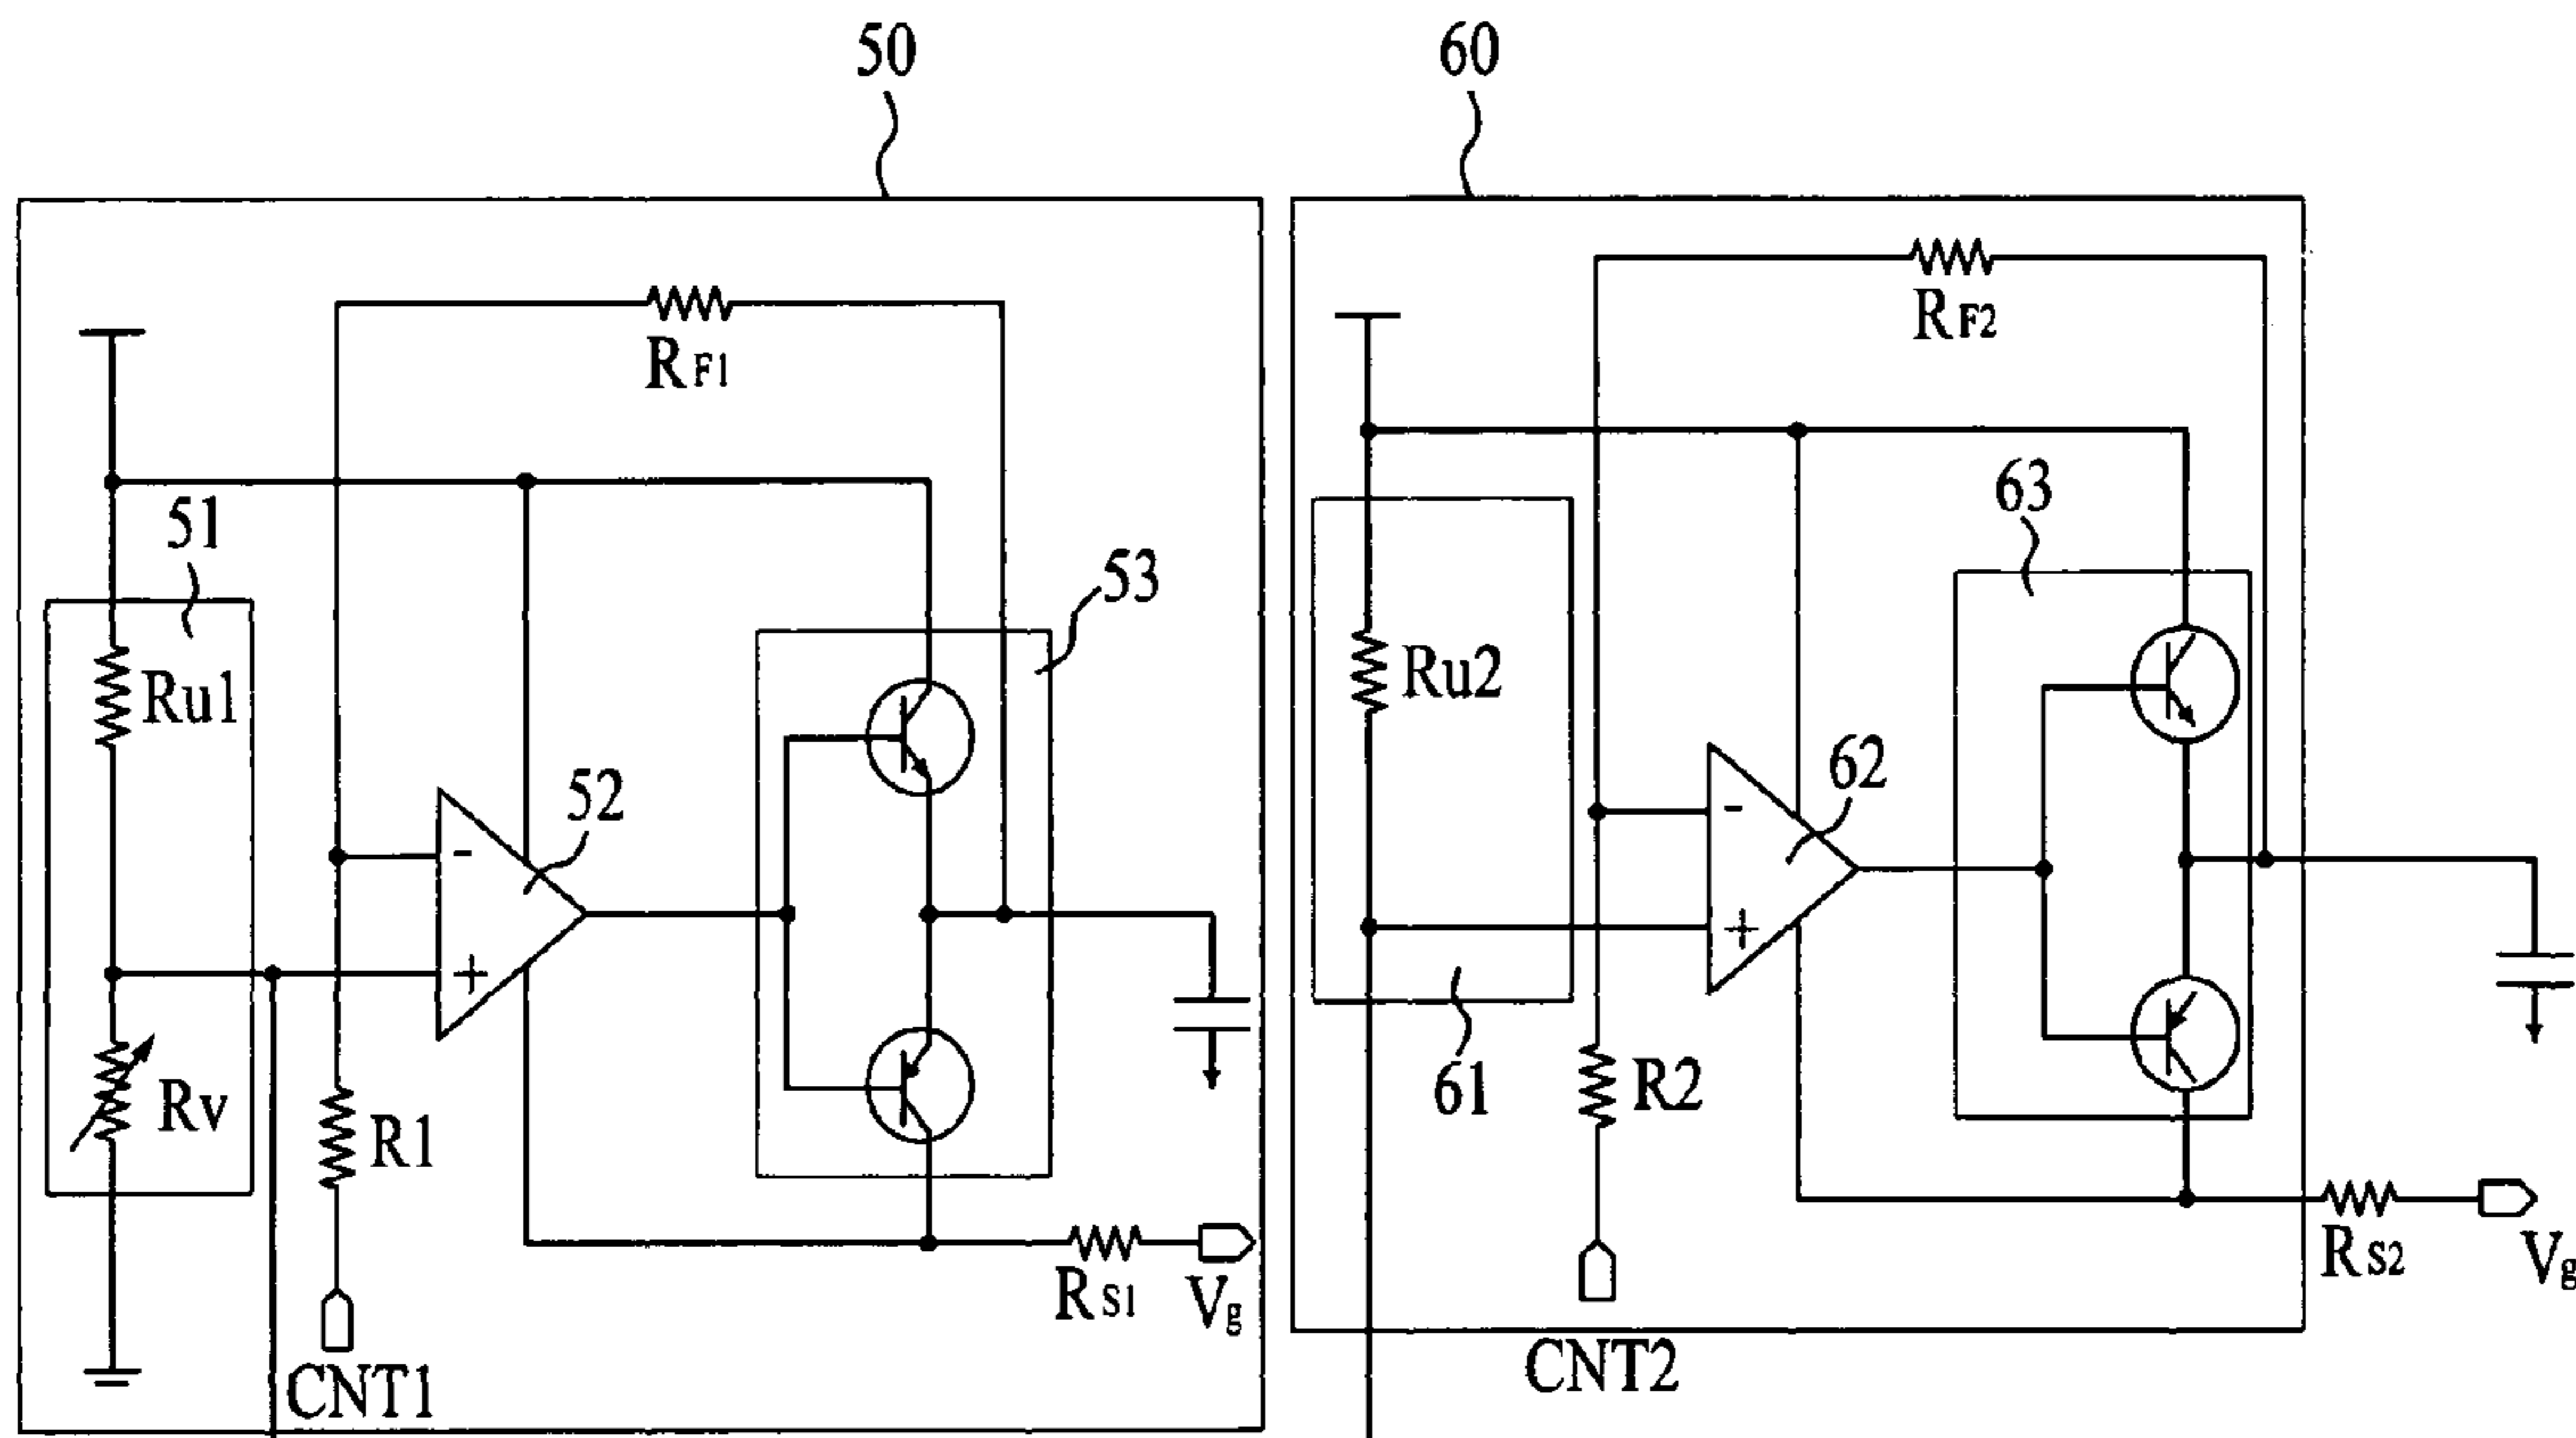 50
60
RF1
RF2
51
53
63
Ru1
Ru2
52
62
-
+
-
+
Rv
R1
61
R2
RS1
Vg
RS2
Vg
CNT1
CNT2